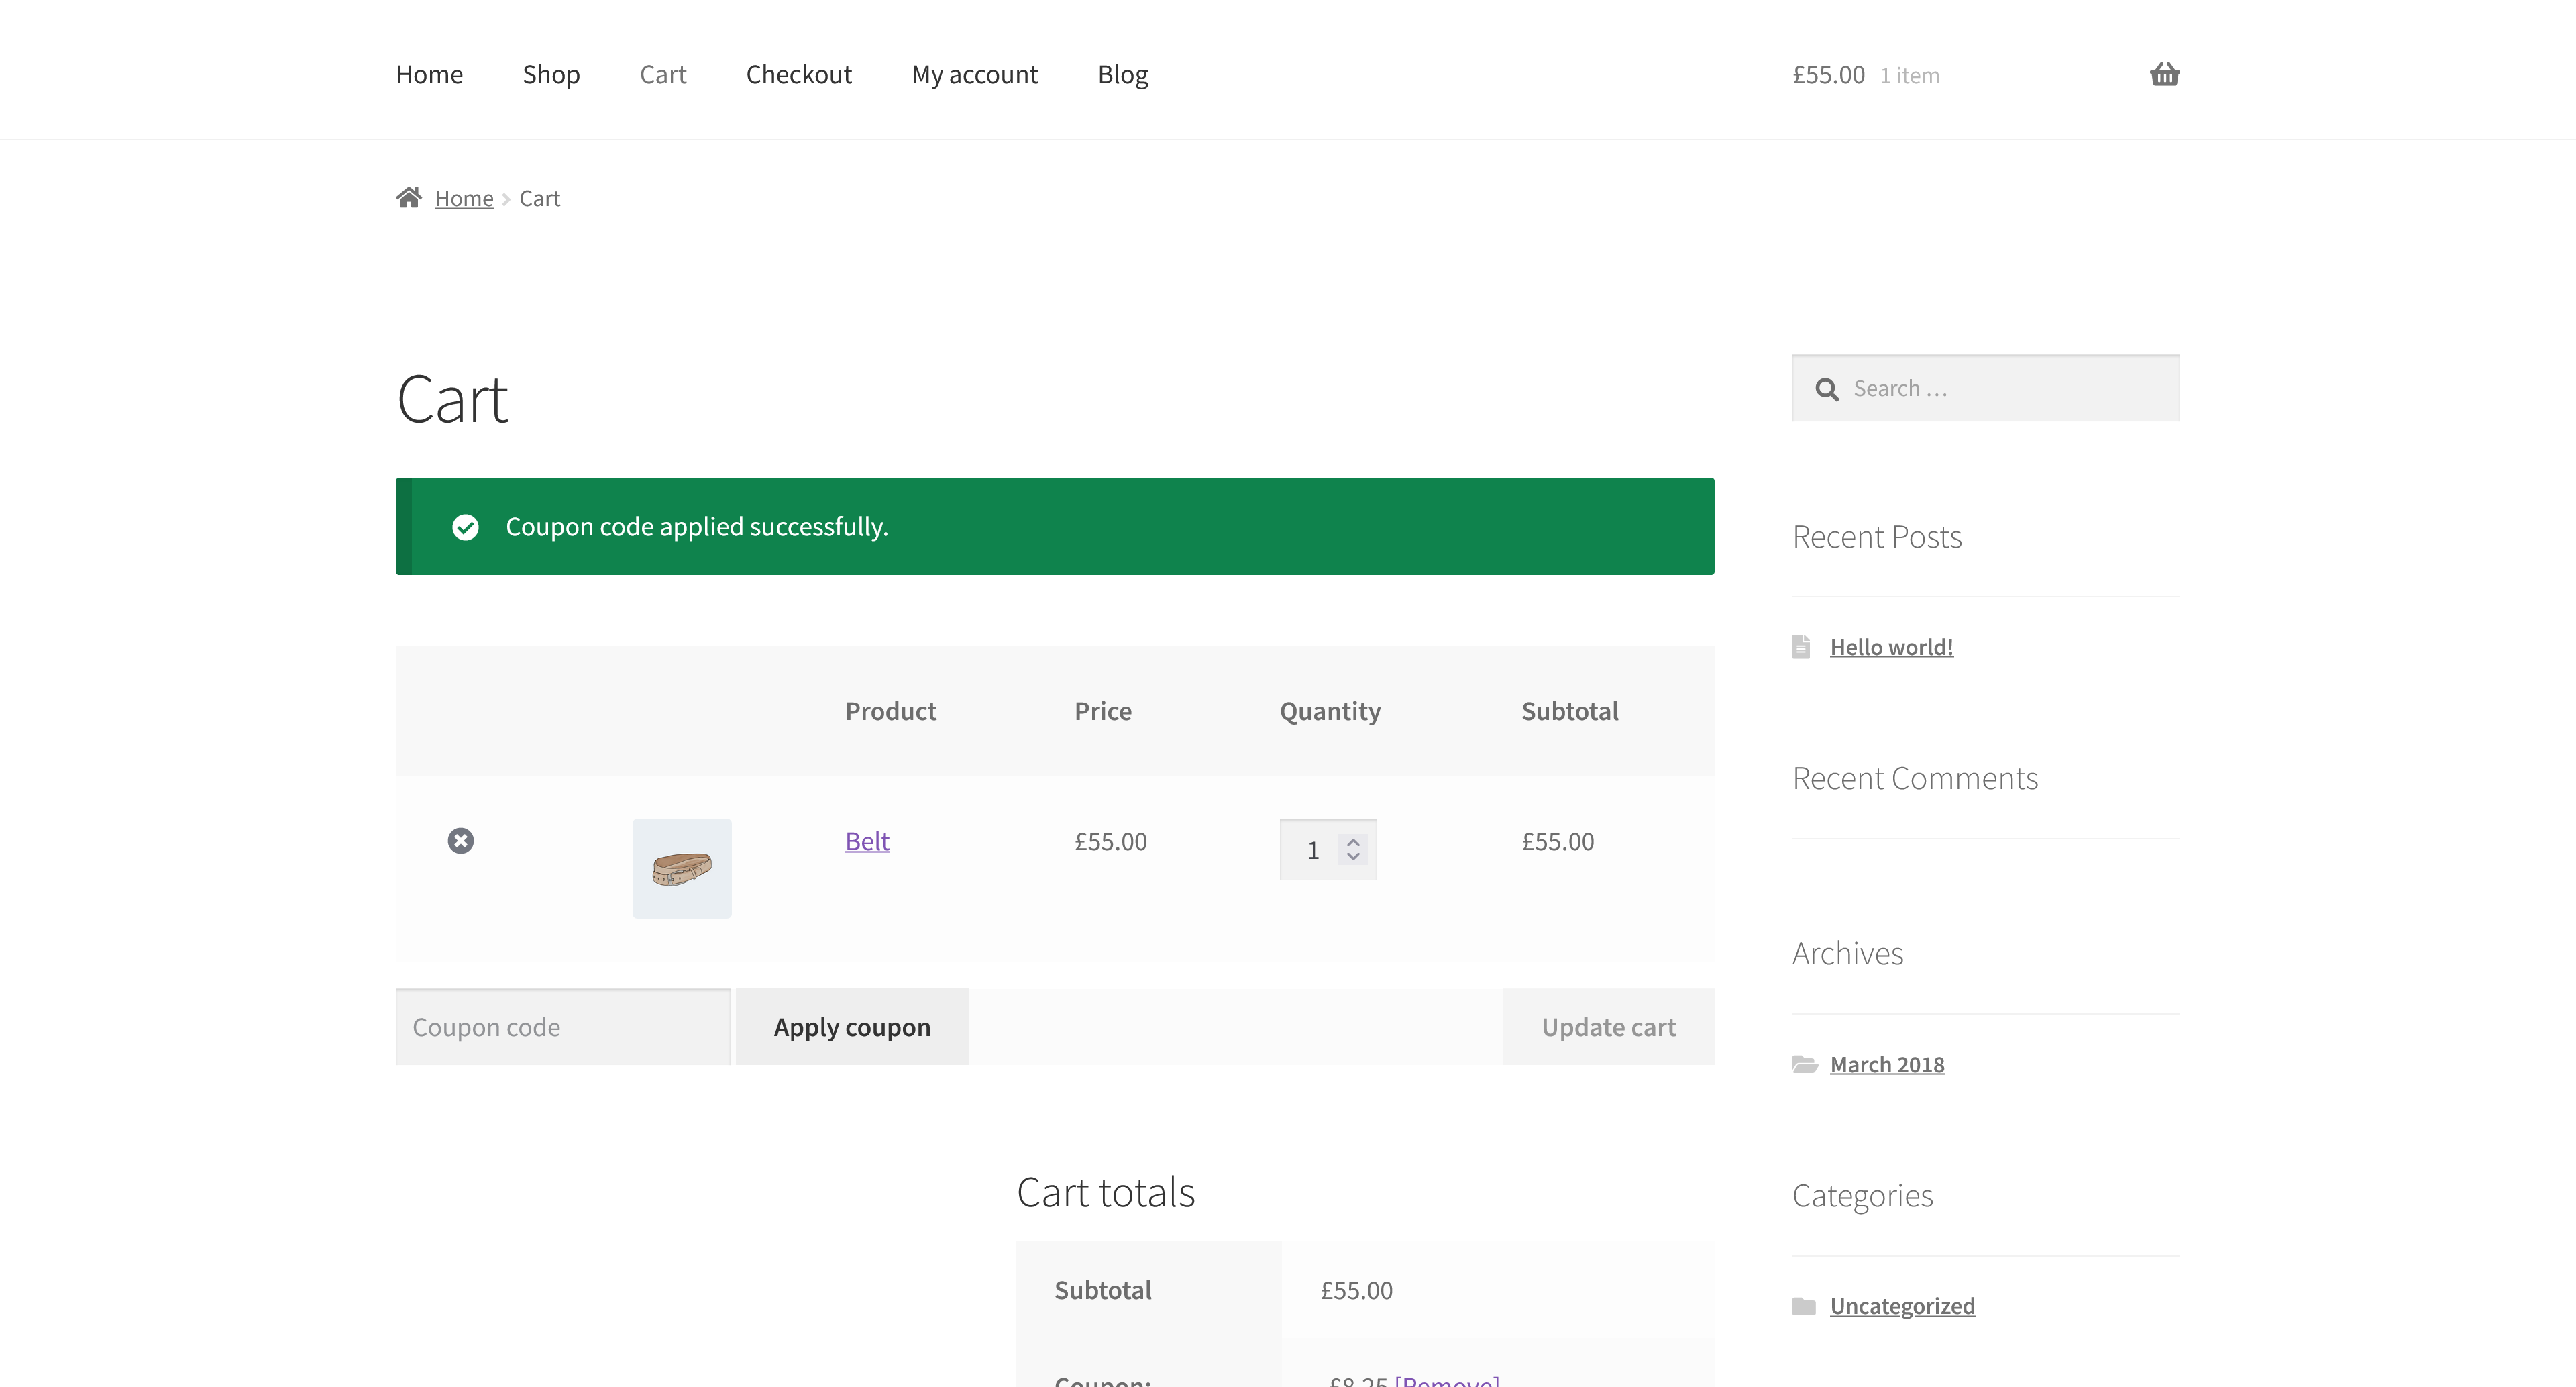 Home Shop Cart Checkout My account Blog £55.00 1 item
Home Cart
Cart
Search …
Coupon code applied successfully.
Recent Posts
Hello world!
Product Price Quantity Subtotal
Belt £55.00 1 £55.00
Recent Comments
Archives
Coupon code Apply coupon Update cart
March 2018
Cart totals
Categories
Subtotal £55.00
Uncategorized
Coupon: £8.25 [Remove]